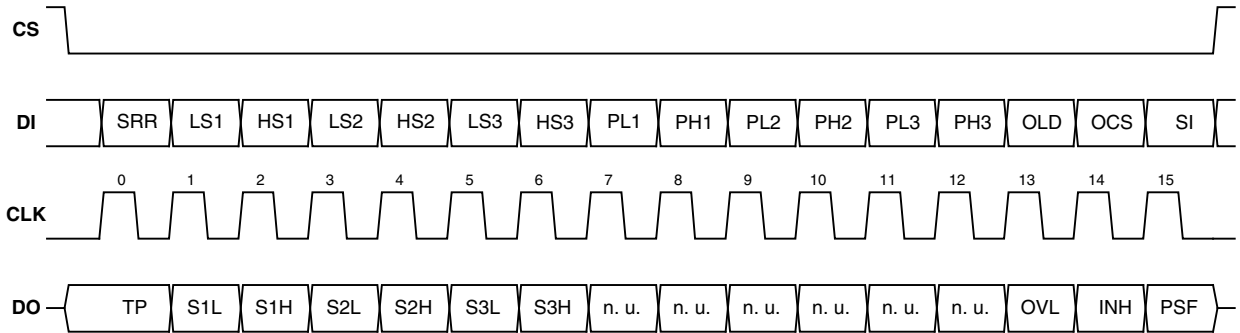 CS
DI SRR LS1 HS1 LS2 HS2 LS3 HS3 PL1 PH1 PL2 PH2 PL3 PH3 OLD OCS SI
0 1 2 3 4 5 6 7 8 9 10 11 12 13 14 15
CLK
DO TP S1L S1H S2L S2H S3L S3H n. u. n. u. n. u. n. u. n. u. n. u. OVL INH PSF